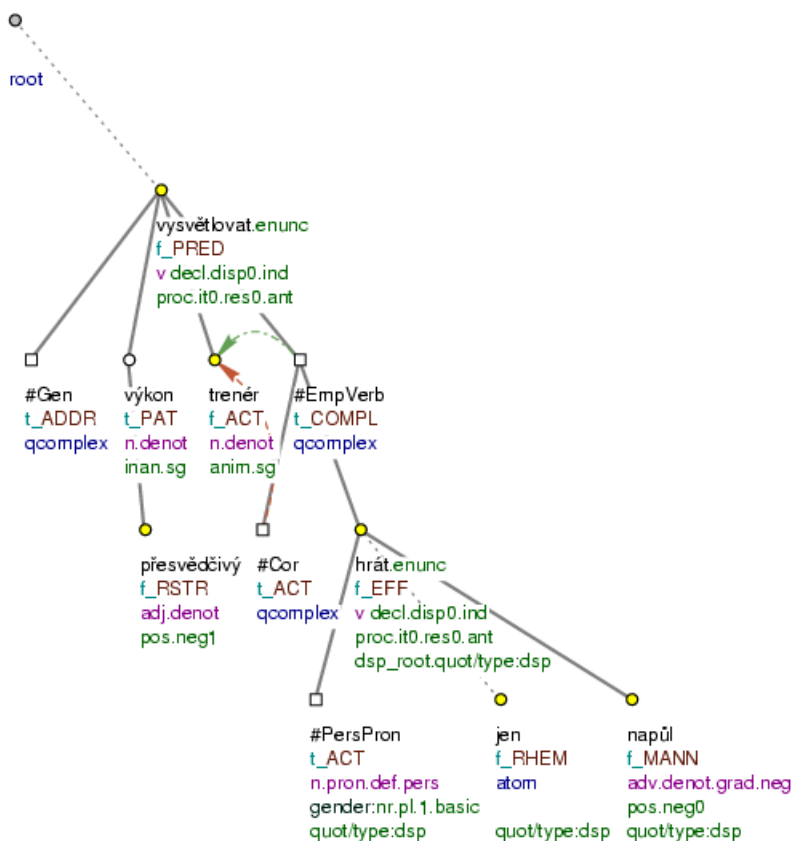 root
vysvětlovat.enunc
f_PRED
v decl.disp0.ind
proc.it0.res0.ant
#Gen
t_ADDR
qcomplex
výkon
t_PAT
n.denot
inan.sg
trenér
f_ACT
n.denot
anim.sg
#EmpVerb
t_COMPL
qcomplex
přesvědčivý
f_RSTR
adj.denot
pos.neg1
#Cor
t_ACT
qcomplex
hrát.enunc
f_EFF
v decl.disp0.ind
proc.it0.res0.ant
dsp_root.quot/type:dsp
#PersPron
t_ACT
n.pron.def.pers
gender:nr.pl.1.basic
quot/type:dsp
jen
f_RHEM
atom
quot/type:dsp
napůl
f_MANN
adv.denot.grad.neg
pos.neg0
quot/type:dsp